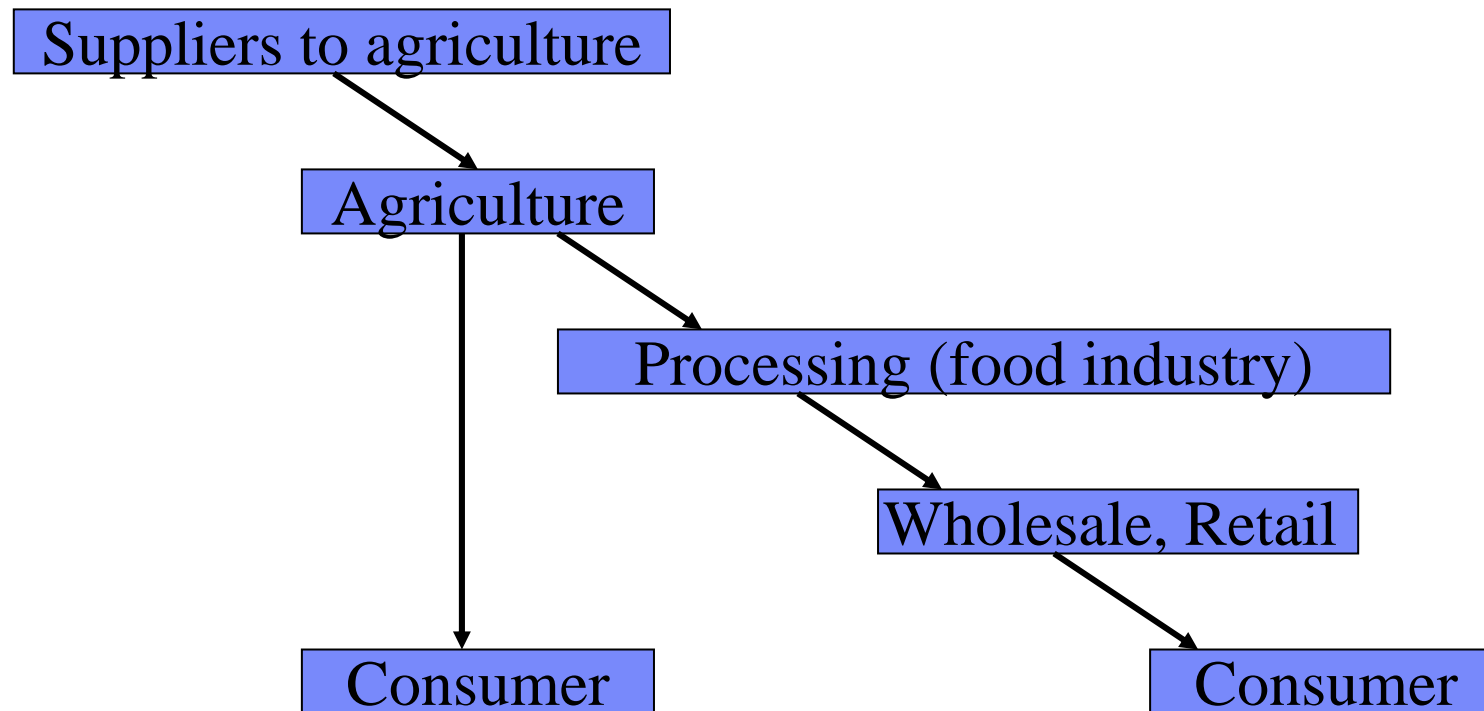 Suppliers to agriculture
Agriculture
Processing (food industry)
Wholesale, Retail
Consumer
Consumer